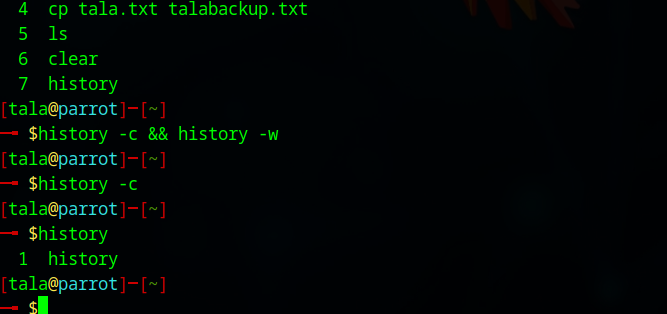 4  cp tala.txt talabackup.txt
5  ls
6  clear
7  history
[tala@parrot]─[~]
─╼ $history -c && history -w
[tala@parrot]─[~]
─╼ $history -c
[tala@parrot]─[~]
─╼ $history
1  history
[tala@parrot]─[~]
─╼ $